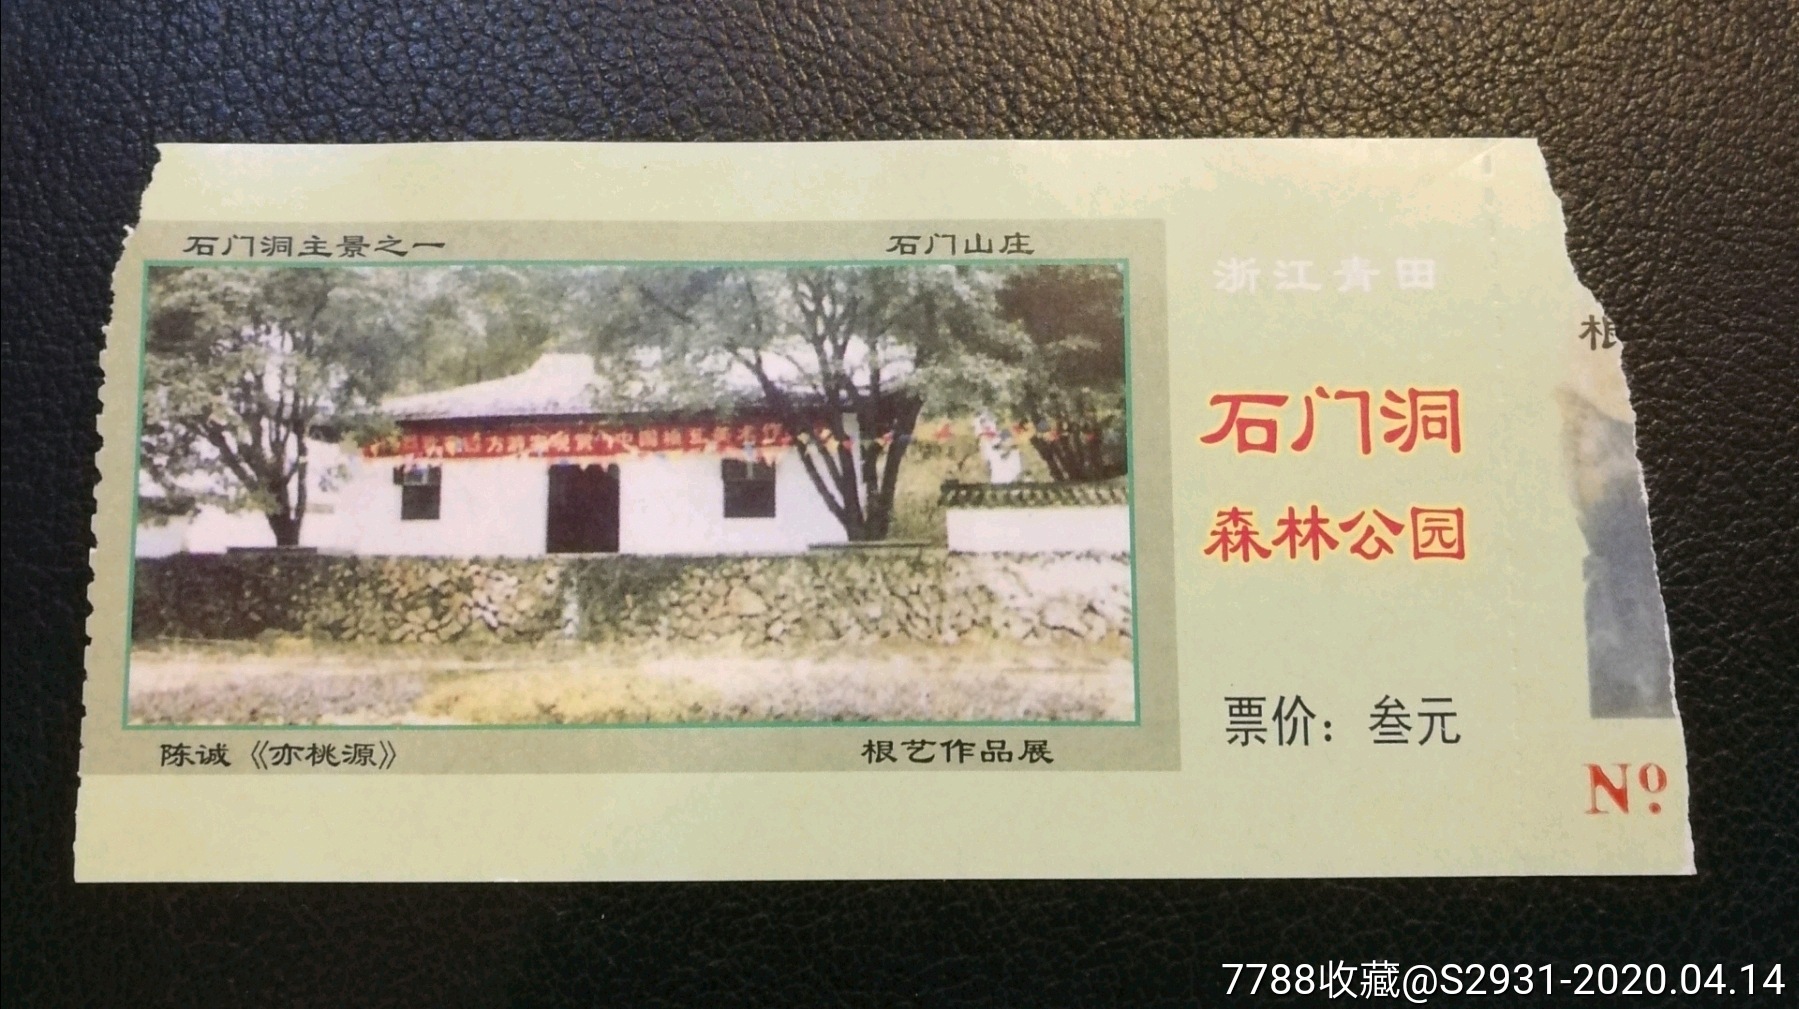 石门洞主景之一
石门山庄
陈诚《亦桃源》
根艺作品展
浙江青田
石门洞
森林公园
票价：叁元
根
Nº
7788收藏@S2931-2020.04.14